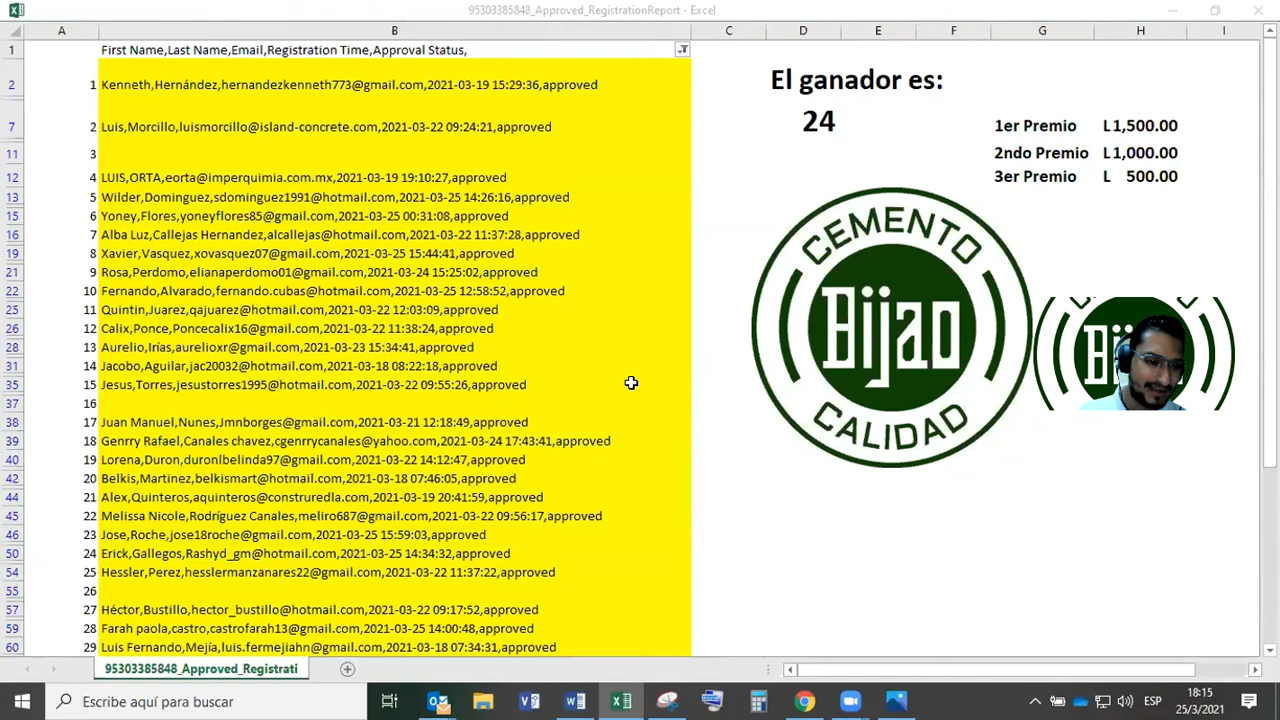 95303385848_Approved_RegistrationReport - Excel
A B C D E F G H I
1 First Name,Last Name,Email,Registration Time,Approval Status,
2 1 Kenneth,Hernández,hernandezkenneth773@gmail.com,2021-03-19 15:29:36,approved
7 2 Luis,Morcillo,luismorcillo@island-concrete.com,2021-03-22 09:24:21,approved
11 3
12 4 LUIS,ORTA,eorta@imperquimia.com.mx,2021-03-19 19:10:27,approved
13 5 Wilder,Dominguez,sdominguez1991@hotmail.com,2021-03-25 14:26:16,approved
15 6 Yoney,Flores,yoneyflores85@gmail.com,2021-03-25 00:31:08,approved
16 7 Alba Luz,Callejas Hernandez,alcallejas@hotmail.com,2021-03-22 11:37:28,approved
19 8 Xavier,Vasquez,xovasquez07@gmail.com,2021-03-25 15:44:41,approved
21 9 Rosa,Perdomo,elianaperdomo01@gmail.com,2021-03-24 15:25:02,approved
22 10 Fernando,Alvarado,fernando.cubas@hotmail.com,2021-03-25 12:58:52,approved
25 11 Quintin,Juarez,qajuarez@hotmail.com,2021-03-22 12:03:09,approved
26 12 Calix,Ponce,Poncecalix16@gmail.com,2021-03-22 11:38:24,approved
28 13 Aurelio,Irías,aurelioxr@gmail.com,2021-03-23 15:34:41,approved
31 14 Jacobo,Aguilar,jac20032@hotmail.com,2021-03-18 08:22:18,approved
35 15 Jesus,Torres,jesustorres1995@hotmail.com,2021-03-22 09:55:26,approved
37 16
38 17 Juan Manuel,Nunes,Jmnborges@gmail.com,2021-03-21 12:18:49,approved
39 18 Genrry Rafael,Canales chavez,cgenrrycanales@yahoo.com,2021-03-24 17:43:41,approved
40 19 Lorena,Duron,duronlbelinda97@gmail.com,2021-03-22 14:12:47,approved
42 20 Belkis,Martinez,belkismart@hotmail.com,2021-03-18 07:46:05,approved
44 21 Alex,Quinteros,aquinteros@construredla.com,2021-03-19 20:41:59,approved
45 22 Melissa Nicole,Rodríguez Canales,meliro687@gmail.com,2021-03-22 09:56:17,approved
46 23 Jose,Roche,jose18roche@gmail.com,2021-03-25 15:59:03,approved
50 24 Erick,Gallegos,Rashyd_gm@hotmail.com,2021-03-25 14:34:32,approved
54 25 Hessler,Perez,hesslermanzanares22@gmail.com,2021-03-22 11:37:22,approved
55 26
57 27 Héctor,Bustillo,hector_bustillo@hotmail.com,2021-03-22 09:17:52,approved
59 28 Farah paola,castro,castrofarah13@gmail.com,2021-03-25 14:00:48,approved
60 29 Luis Fernando,Mejía,luis.fermejiahn@gmail.com,2021-03-18 07:34:31,approved
El ganador es:
24
1er Premio L 1,500.00
2ndo Premio L 1,000.00
3er Premio L 500.00
CEMENTO
Bijao
CALIDAD
95303385848_Approved_Registrati
Escribe aquí para buscar
ESP
18:15
25/3/2021